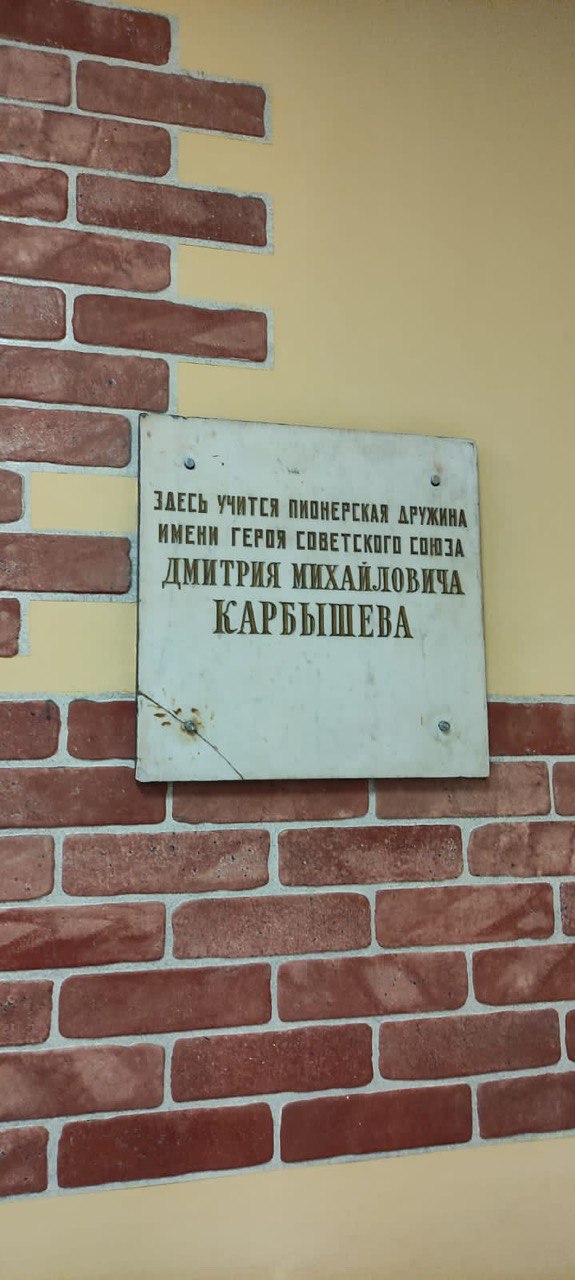 ЗДЕСЬ УЧИТСЯ ПИОНЕРСКАЯ ДРУЖИНА
ИМЕНИ ГЕРОЯ СОВЕТСКОГО СОЮЗА
ДМИТРИЯ МИХАЙЛОВИЧА
КАРБЫШЕВА